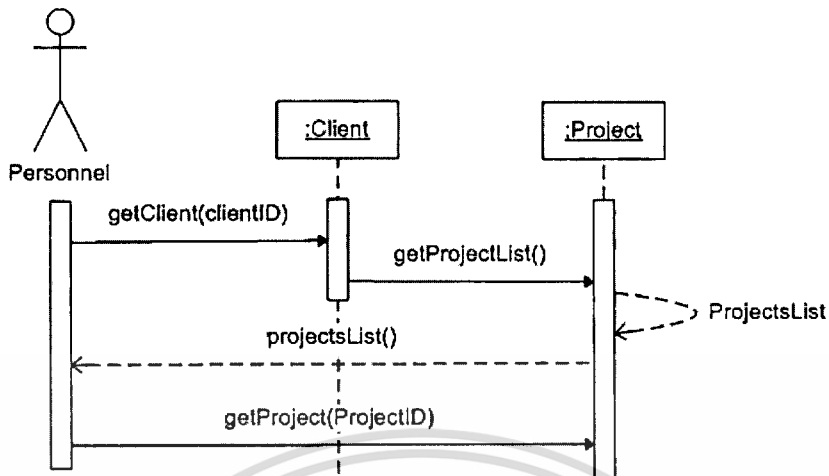 :Client
:Project
Personnel
getClient(clientID)
getProjectList()
ProjectsList
projectsList()
getProject(ProjectID)